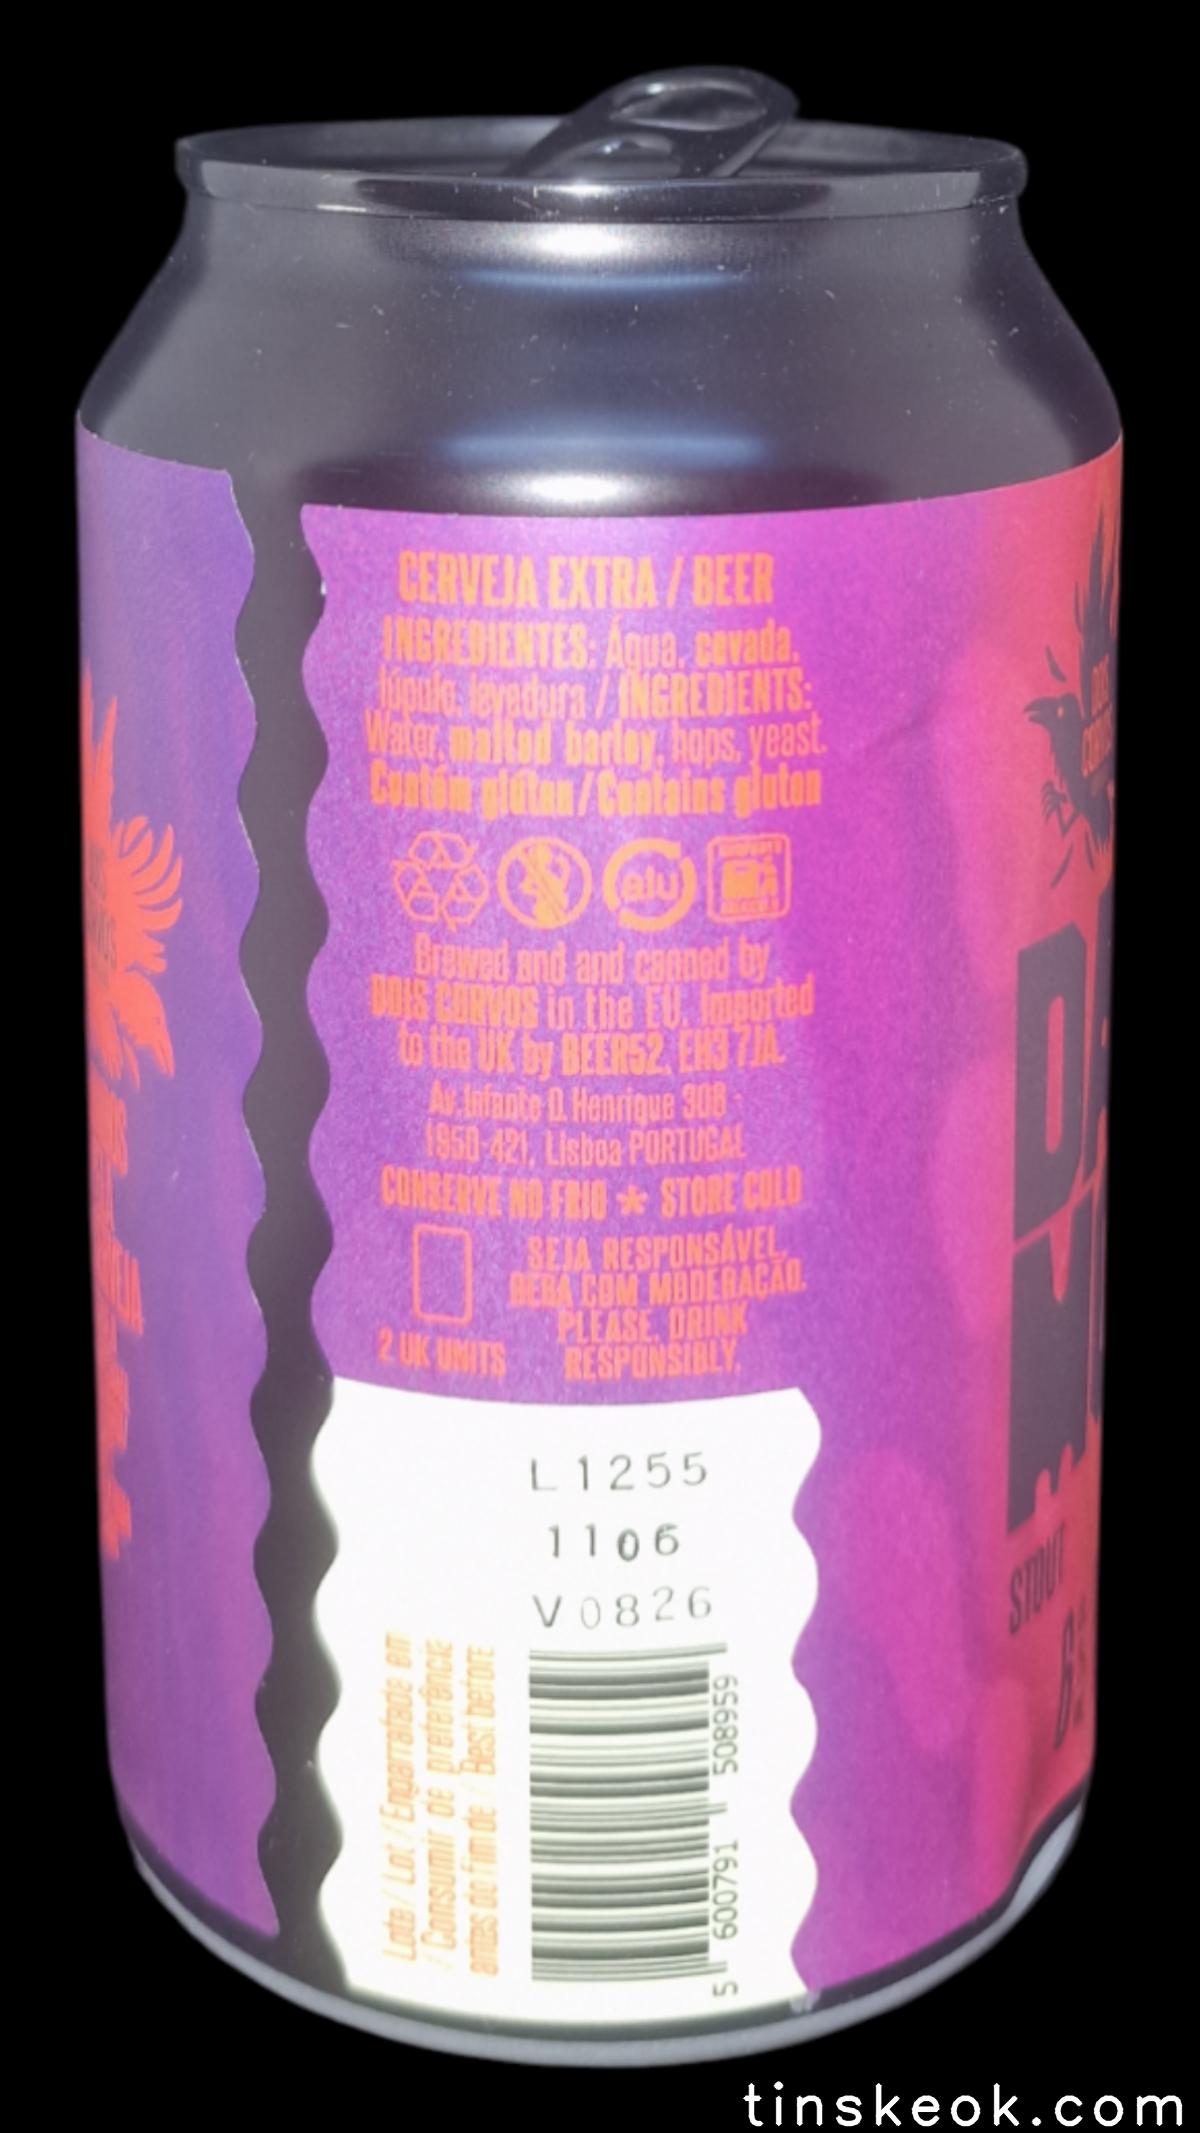 CERVEJA EXTRA / BEER
INGREDIENTES: Água, cevada,
lúpulo, levedura / INGREDIENTS:
Water, malted barley, hops, yeast.
Contém glúten/Contains gluten
alu
Brewed and and canned by
DOIS CORVOS in the EU. Imported
to the UK by BEER52, EH3 7JA.
Av. Infante D. Henrique 308 -
1950-421, Lisboa PORTUGAL
CONSERVE NO FRIO * STORE COLD
SEJA RESPONSÁVEL,
BEBA COM MODERAÇÃO.
PLEASE, DRINK
RESPONSIBLY.
2 UK UNITS
L1255
1106
V0826
Lote / Lot / Engarrafado em
/ Consumir de preferência
antes do fim de / Best before
5 600791 508959
DOIS
CORVOS
STOUT
tinskeok.com